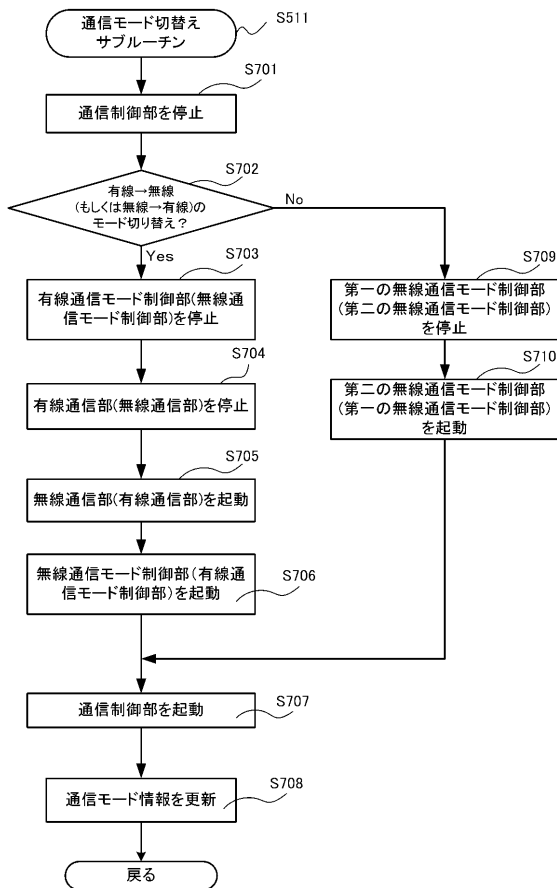 通信モード切替え
サブルーチン
S511
S701
通信制御部を停止
S702
有線→無線
(もしくは無線→有線)の
モード切り替え?
No
Yes
S703
有線通信モード制御部(無線通
信モード制御部)を停止
S704
有線通信部(無線通信部)を停止
S705
無線通信部(有線通信部)を起動
無線通信モード制御部(有線通
信モード制御部)を起動
S706
S709
第一の無線通信モード制御部
(第二の無線通信モード制御部)
を停止
S710
第二の無線通信モード制御部
(第一の無線通信モード制御部)
を起動
通信制御部を起動
S707
通信モード情報を更新
S708
戻る